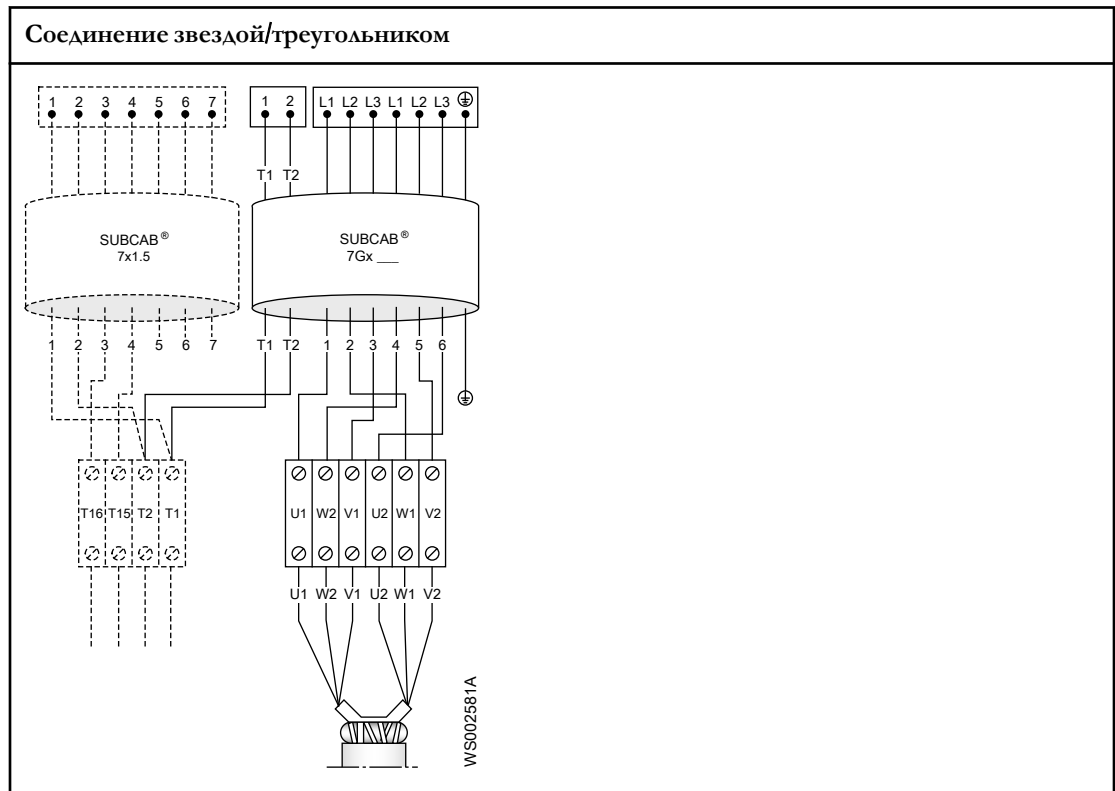 Соединение звездой/треугольником
1 2 3 4 5 6 7
1 2
L1 L2 L3 L1 L2 L3
T1 T2
SUBCAB®
7x1.5
SUBCAB®
7Gx ___
1 2 3 4 5 6 7
T1 T2 1 2 3 4 5 6
T16 T15 T2 T1
U1 W2 V1 U2 W1 V2
U1 W2 V1 U2 W1 V2
WS002581A